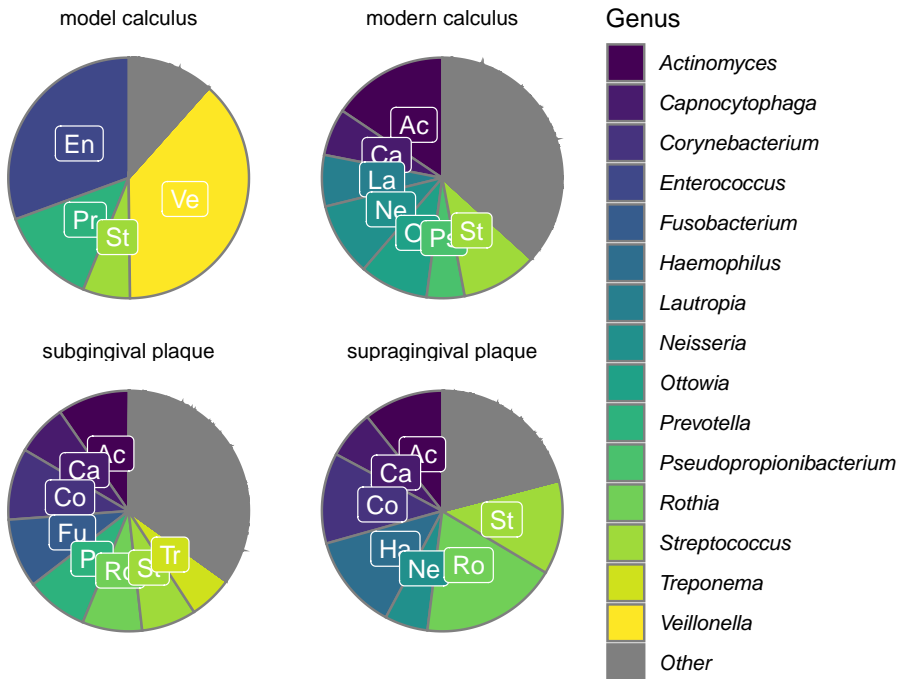 model calculus
modern calculus
En
Ve
Pr
St
Ac
Ca
La
Ne
Ps
St
subgingival plaque
supragingival plaque
Ac
Ca
Co
Fu
Ro
St
Tr
Ac
Ca
Co
Ha
Ne
Ro
St
Genus
Actinomyces
Capnocytophaga
Corynebacterium
Enterococcus
Fusobacterium
Haemophilus
Lautropia
Neisseria
Ottowia
Prevotella
Pseudopropionibacterium
Rothia
Streptococcus
Treponema
Veillonella
Other